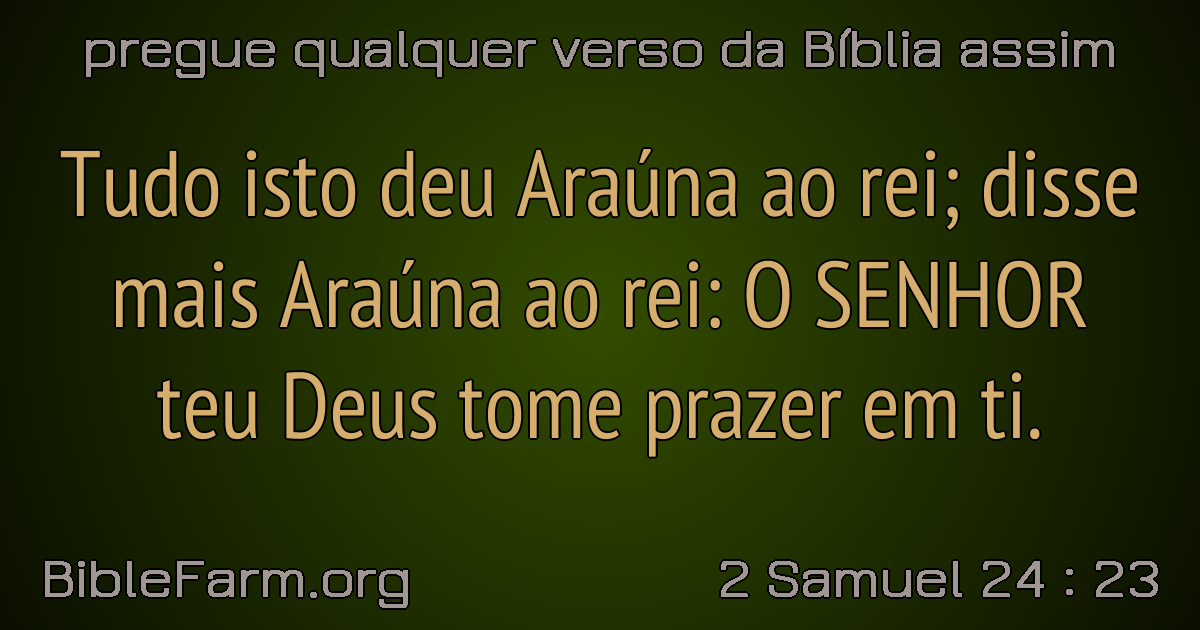 pregue qualquer verso da Bíblia assim
Tudo isto deu Araúna ao rei; disse
mais Araúna ao rei: O SENHOR
teu Deus tome prazer em ti.
BibleFarm.org
2 Samuel 24 : 23